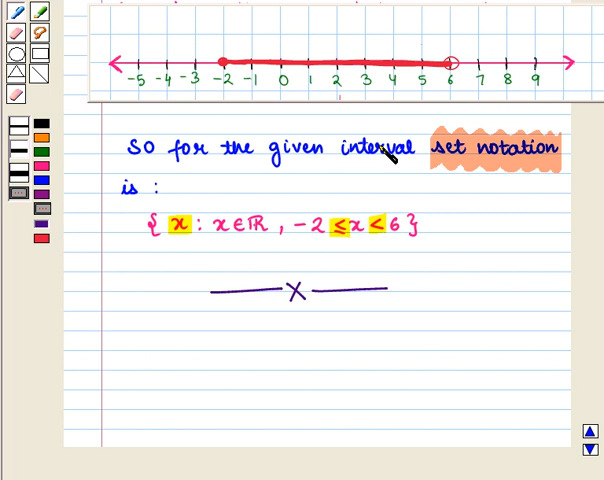 -5 -4 -3 -2 -1 0 1 2 3 4 5 6 7 8 9
So for the given interval set notation
is :
{ x : x ∈ ℝ , -2 ≤ x < 6 }
X